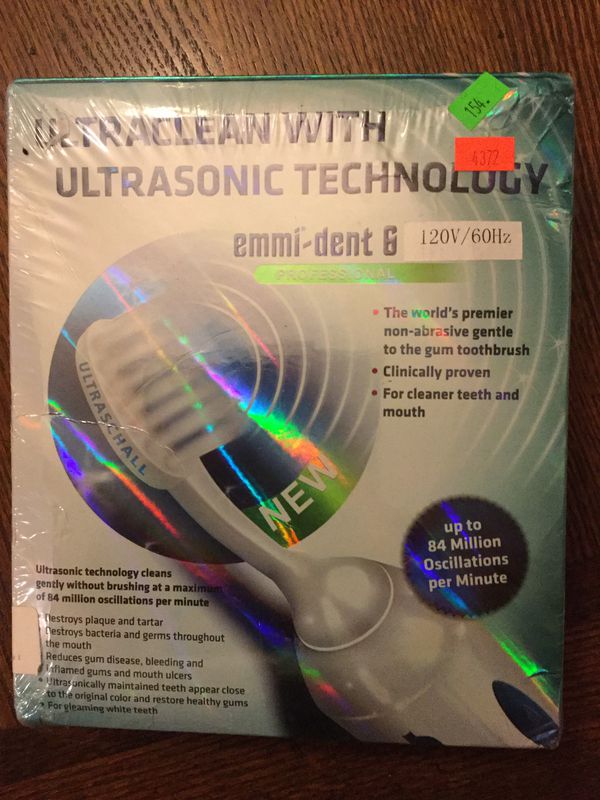 154.
4372
ULTRACLEAN WITH
ULTRASONIC TECHNOLOGY
emmi-dent 6
120V/60Hz
PROFESSIONAL
• The world's premier
non-abrasive gentle
to the gum toothbrush
• Clinically proven
• For cleaner teeth and
mouth
ULTRASCHALL
NEW
up to
84 Million
Oscillations
per Minute
Ultrasonic technology cleans
gently without brushing at a maximum
of 84 million oscillations per minute
Destroys plaque and tartar
Destroys bacteria and germs throughout
the mouth
Reduces gum disease, bleeding and
inflamed gums and mouth ulcers
• Ultrasonically maintained teeth appear close
to the original color and restore healthy gums
• For gleaming white teeth